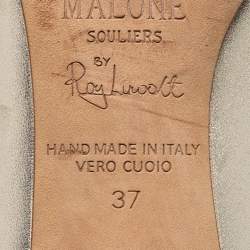 MALONE
SOULIERS
BY
Roy Luwolt
HAND MADE IN ITALY
VERO CUOIO
37